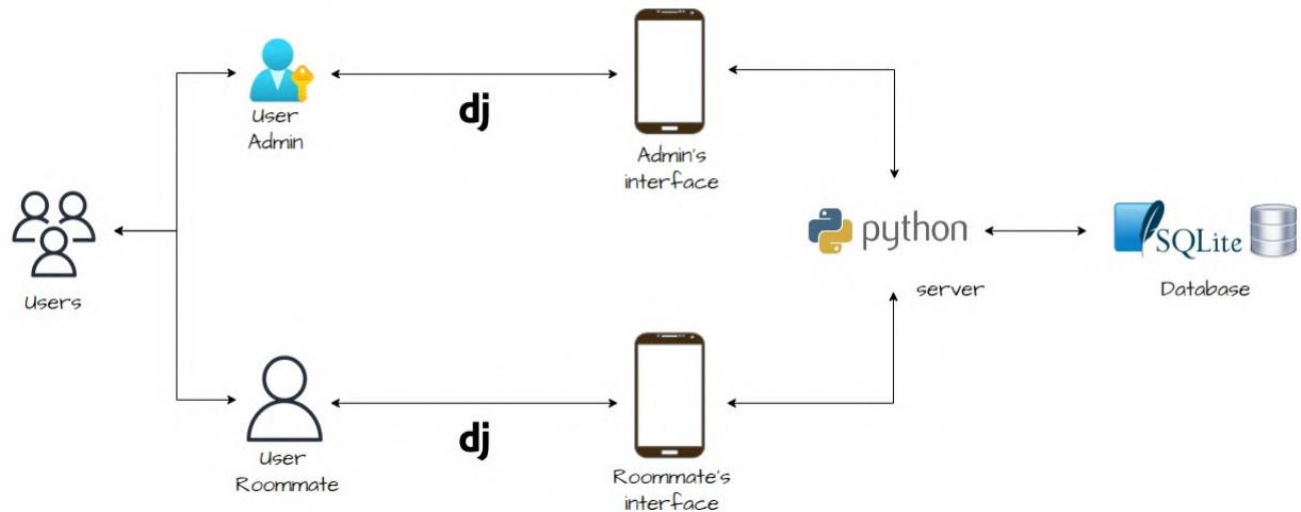 User
Admin
dj
Admin's
interface
Users
python
server
SQLite
Database
User
Roommate
dj
Roommate's
interface